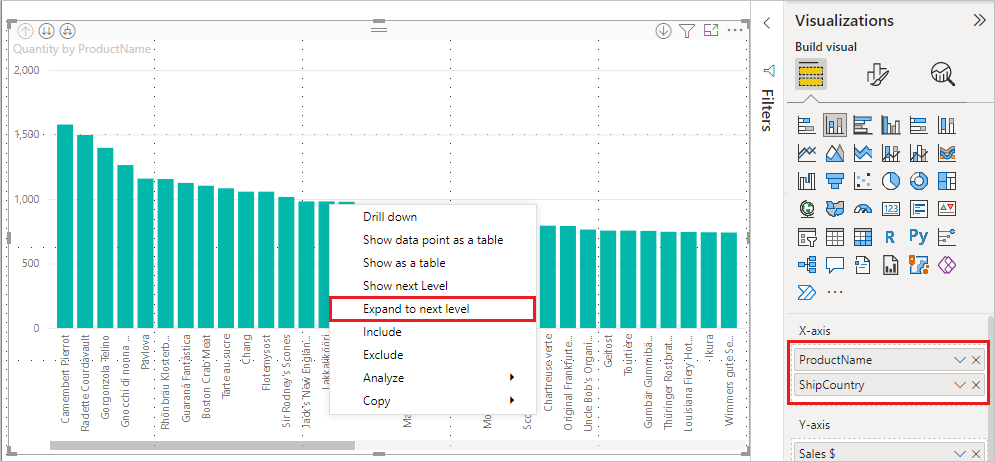 Quantity by ProductName
2,000
1,500
1,000
500
0
Camembert Pierrot
Raclette Courdavault
Gorgonzola Telino
Gnocchi di nonna ...
Pavlova
Rhönbräu Klosterb...
Guaraná Fantástica
Boston Crab Meat
Tarte au sucre
Chang
Flotemysost
Sir Rodney's Scones
Jack's New Englan...
Lakkalikööri
Chartreuse verte
Original Frankfurte...
Uncle Bob's Organi...
Geitost
Tourtière
Gumbär Gummibä...
Thüringer Rostbrat...
Louisiana Fiery Hot...
Ikura
Wimmers gute Se...
Drill down
Show data point as a table
Show as a table
Show next Level
Expand to next level
Include
Exclude
Analyze
Copy
Filters
Visualizations
Build visual
123
R
Py
X-axis
ProductName
ShipCountry
Y-axis
Sales $